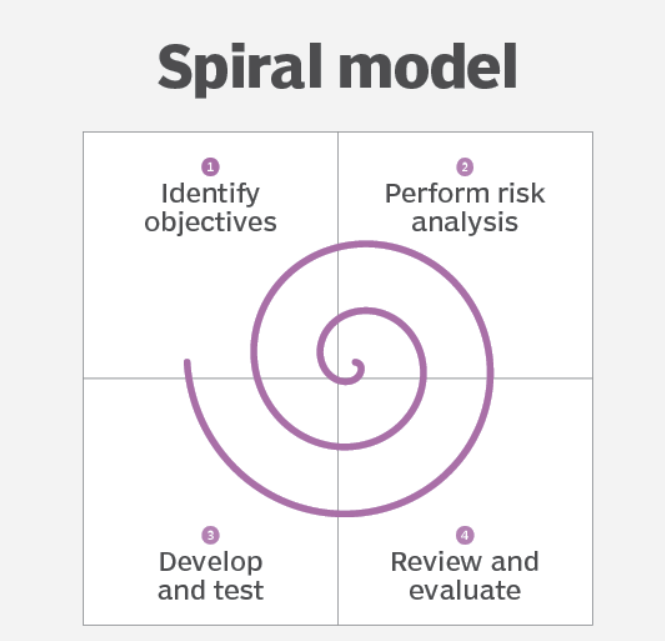 Spiral model
1
Identify
objectives
2
Perform risk
analysis
3
Develop
and test
4
Review and
evaluate